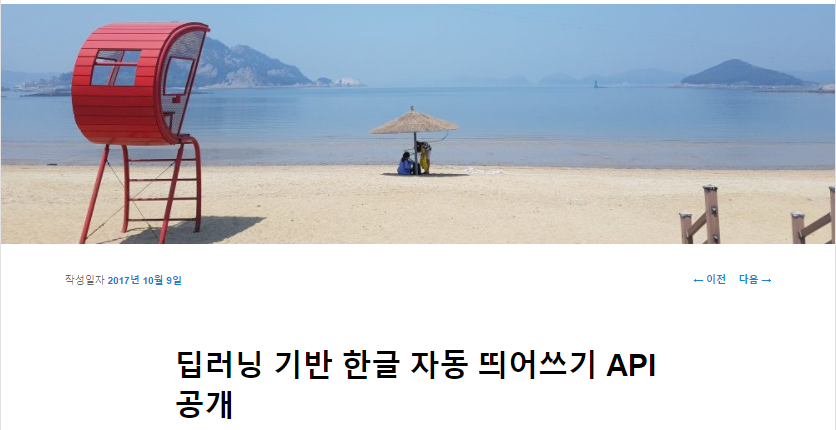 작성일자 2017년 10월 9일
← 이전 다음 →
딥러닝 기반 한글 자동 띄어쓰기 API
공개